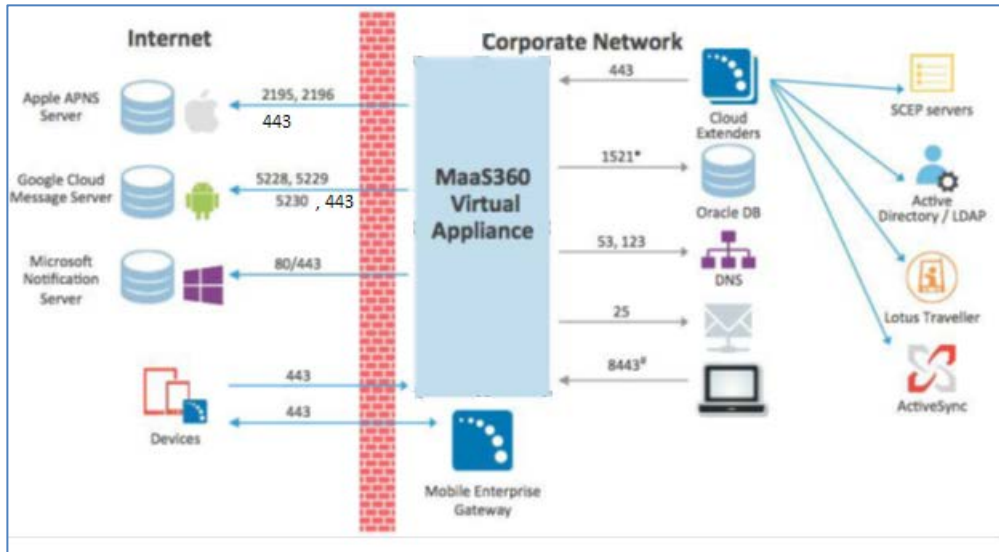 Internet
Corporate Network
Apple APNS
Server
2195, 2196
443
Google Cloud
Message Server
5228, 5229
5230 , 443
Microsoft
Notification
Server
80/443
Devices
443
443
MaaS360
Virtual
Appliance
Mobile Enterprise
Gateway
443
Cloud
Extenders
1521*
Oracle DB
53, 123
DNS
25
8443#
SCEP servers
Active
Directory / LDAP
Lotus Traveller
ActiveSync